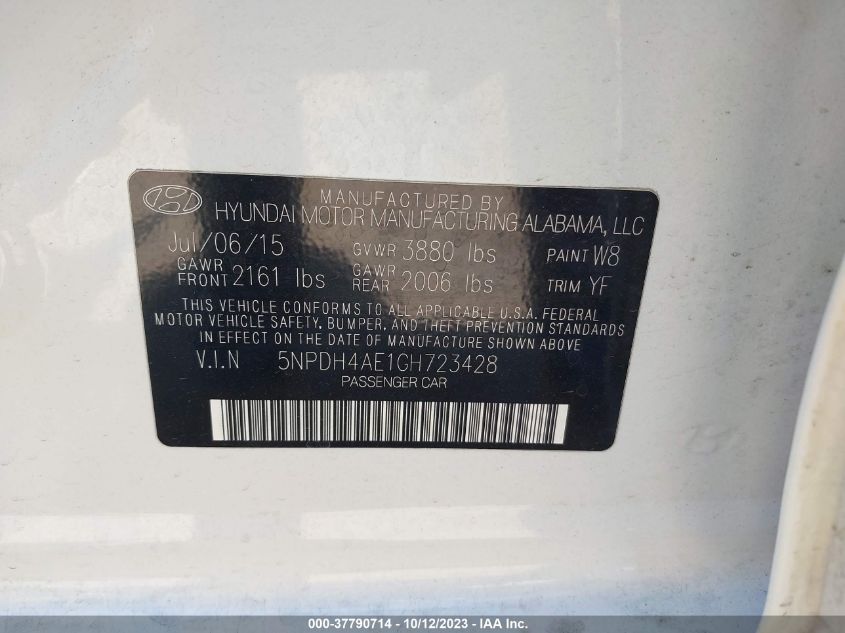 MANUFACTURED BY
HYUNDAI MOTOR MANUFACTURING ALABAMA, LLC
Jul/06/15 GVWR 3880 lbs PAINT W8
GAWR FRONT 2161 lbs GAWR REAR 2006 lbs TRIM YF
THIS VEHICLE CONFORMS TO ALL APPLICABLE U.S.A. FEDERAL
MOTOR VEHICLE SAFETY, BUMPER, AND THEFT PREVENTION STANDARDS
IN EFFECT ON THE DATE OF MANUFACTURE SHOWN ABOVE
V.I.N 5NPDH4AE1GH723428
PASSENGER CAR
000-37790714 - 10/12/2023 - IAA, Inc.